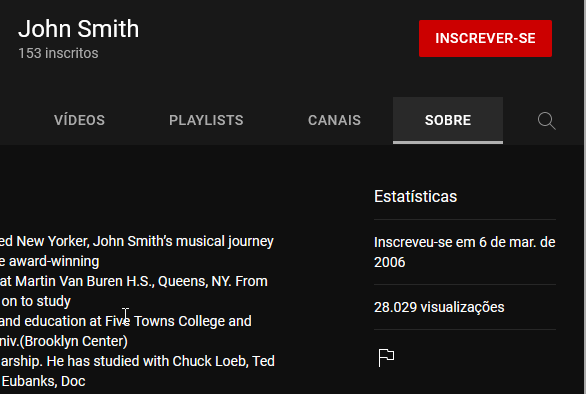 John Smith
153 inscritos
INSCREVER-SE
VÍDEOS PLAYLISTS CANAIS SOBRE
ed New Yorker, John Smith's musical journey
e award-winning
at Martin Van Buren H.S., Queens, NY. From
on to study
and education at Five Towns College and
niv.(Brooklyn Center)
arship. He has studied with Chuck Loeb, Ted
Eubanks, Doc
Estatísticas
Inscreveu-se em 6 de mar. de
2006
28.029 visualizações